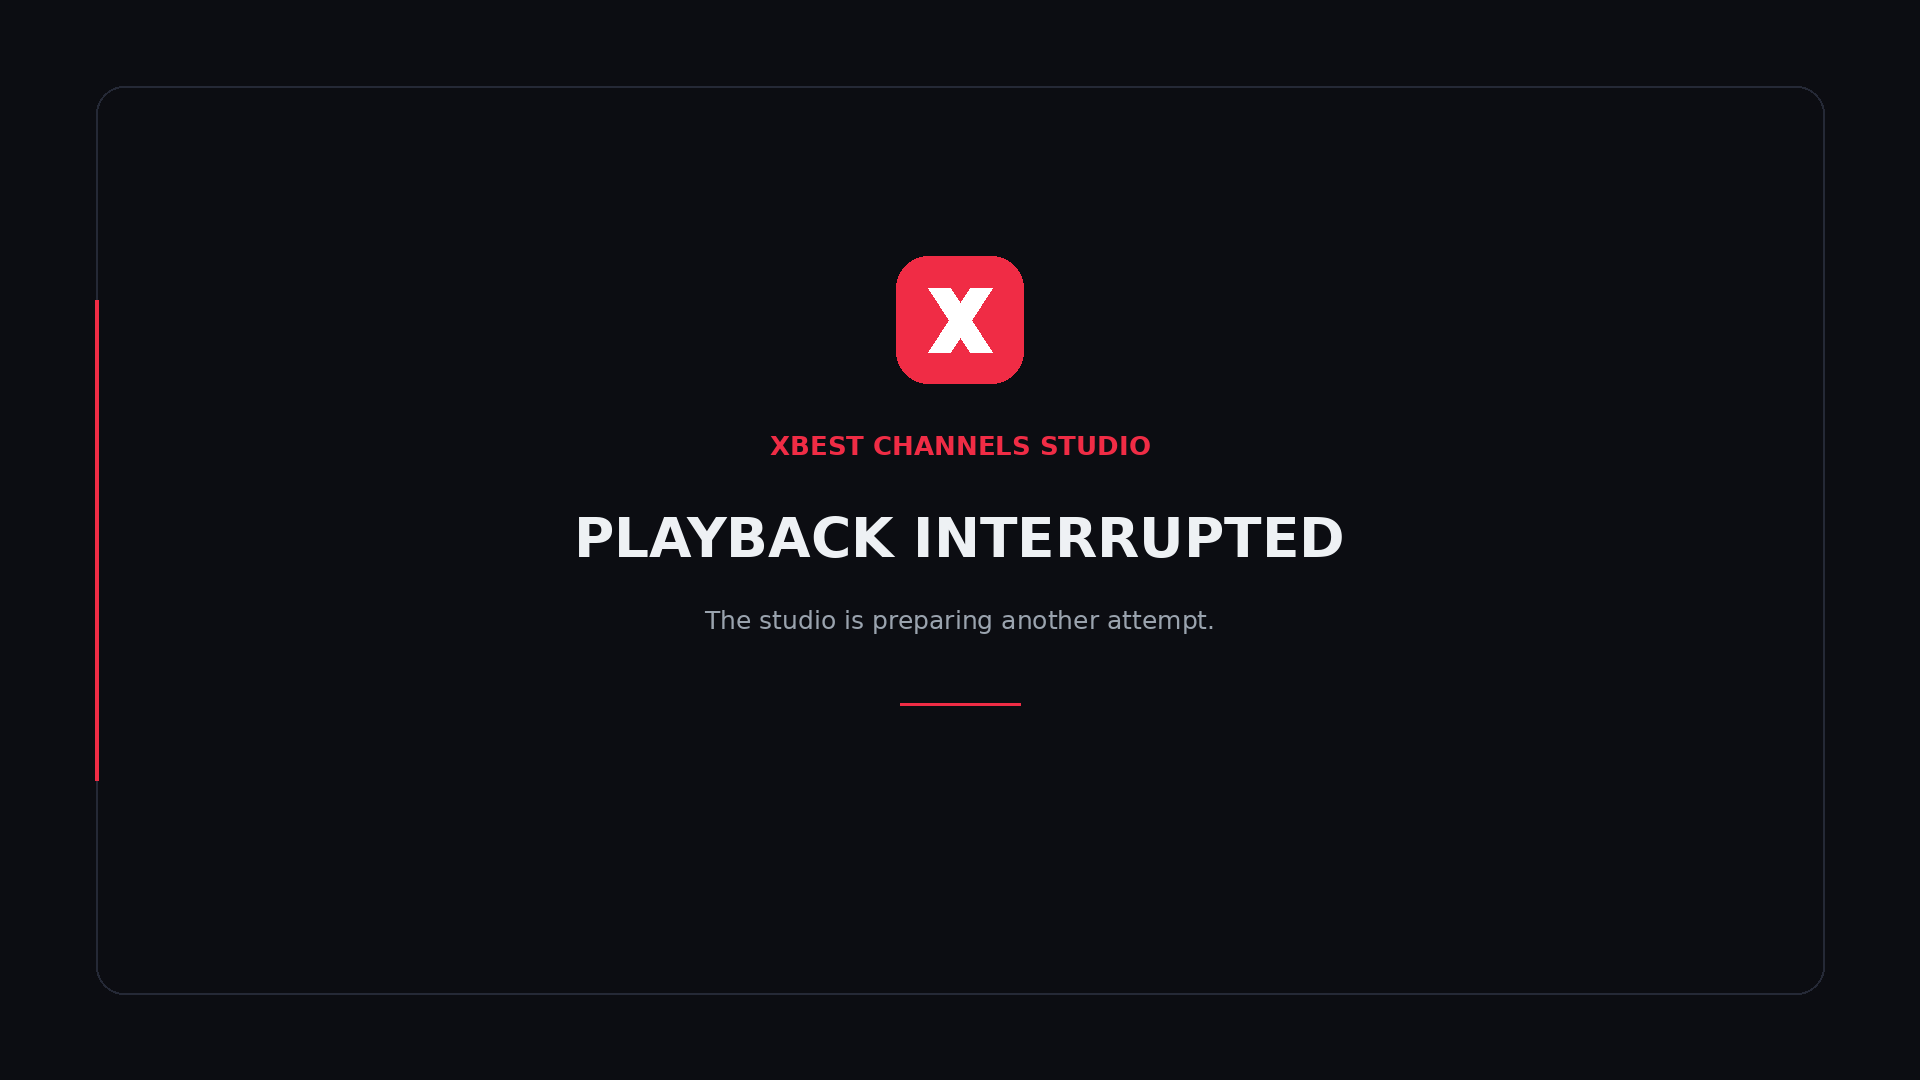 X
XBEST CHANNELS STUDIO
PLAYBACK INTERRUPTED
The studio is preparing another attempt.